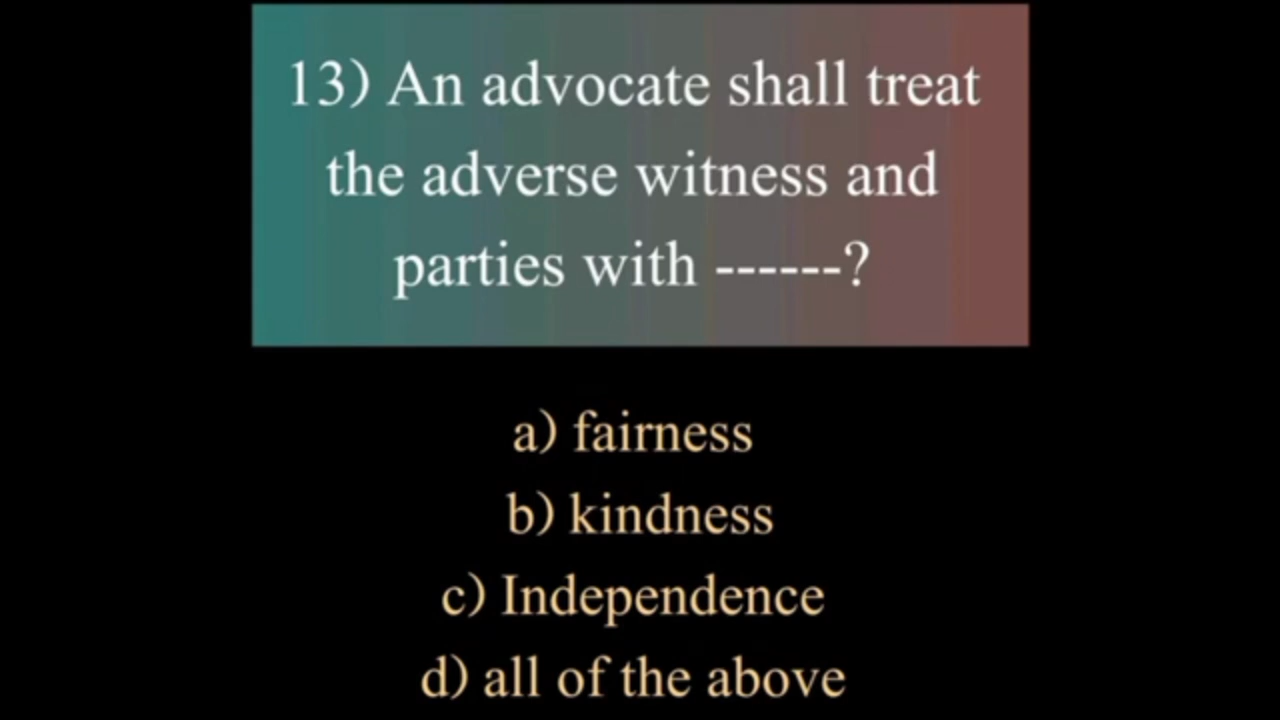 13) An advocate shall treat
the adverse witness and
parties with ------?
a) fairness
b) kindness
c) Independence
d) all of the above